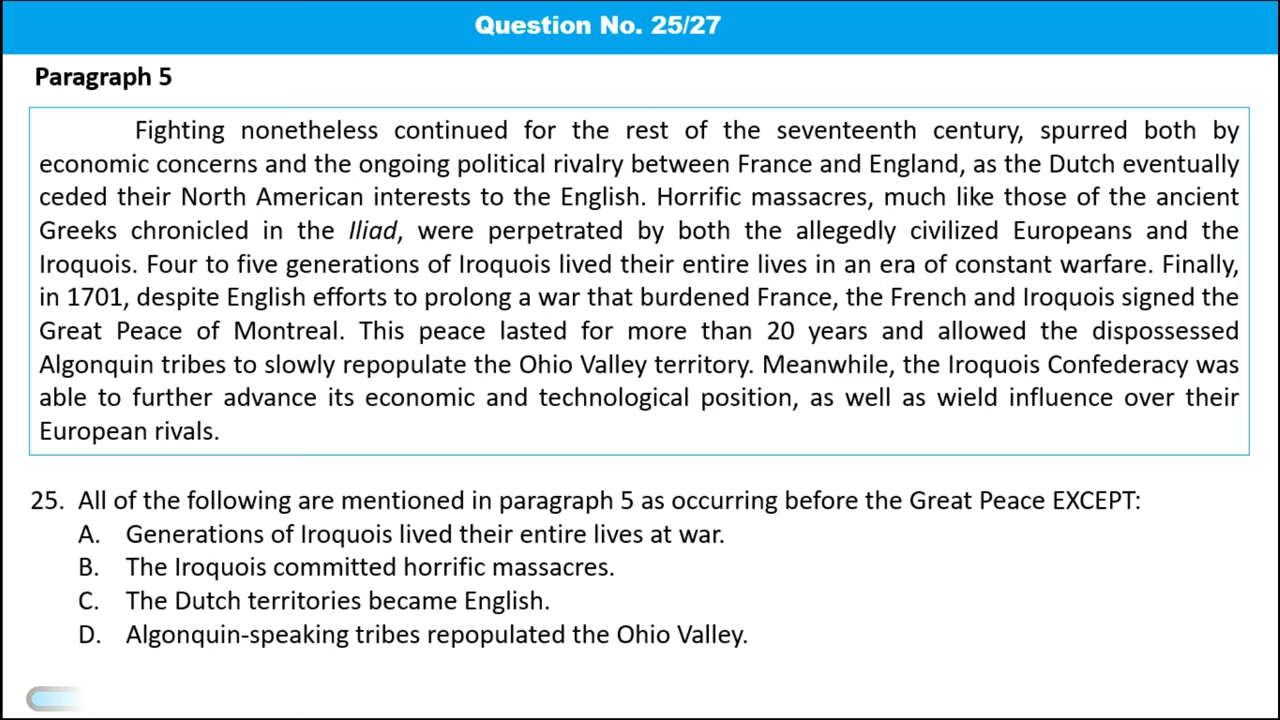 Question No. 25/27
Paragraph 5
Fighting nonetheless continued for the rest of the seventeenth century, spurred both by
economic concerns and the ongoing political rivalry between France and England, as the Dutch eventually
ceded their North American interests to the English. Horrific massacres, much like those of the ancient
Greeks chronicled in the Iliad, were perpetrated by both the allegedly civilized Europeans and the
Iroquois. Four to five generations of Iroquois lived their entire lives in an era of constant warfare. Finally,
in 1701, despite English efforts to prolong a war that burdened France, the French and Iroquois signed the
Great Peace of Montreal. This peace lasted for more than 20 years and allowed the dispossessed
Algonquin tribes to slowly repopulate the Ohio Valley territory. Meanwhile, the Iroquois Confederacy was
able to further advance its economic and technological position, as well as wield influence over their
European rivals.
25. All of the following are mentioned in paragraph 5 as occurring before the Great Peace EXCEPT:
A. Generations of Iroquois lived their entire lives at war.
B. The Iroquois committed horrific massacres.
C. The Dutch territories became English.
D. Algonquin-speaking tribes repopulated the Ohio Valley.